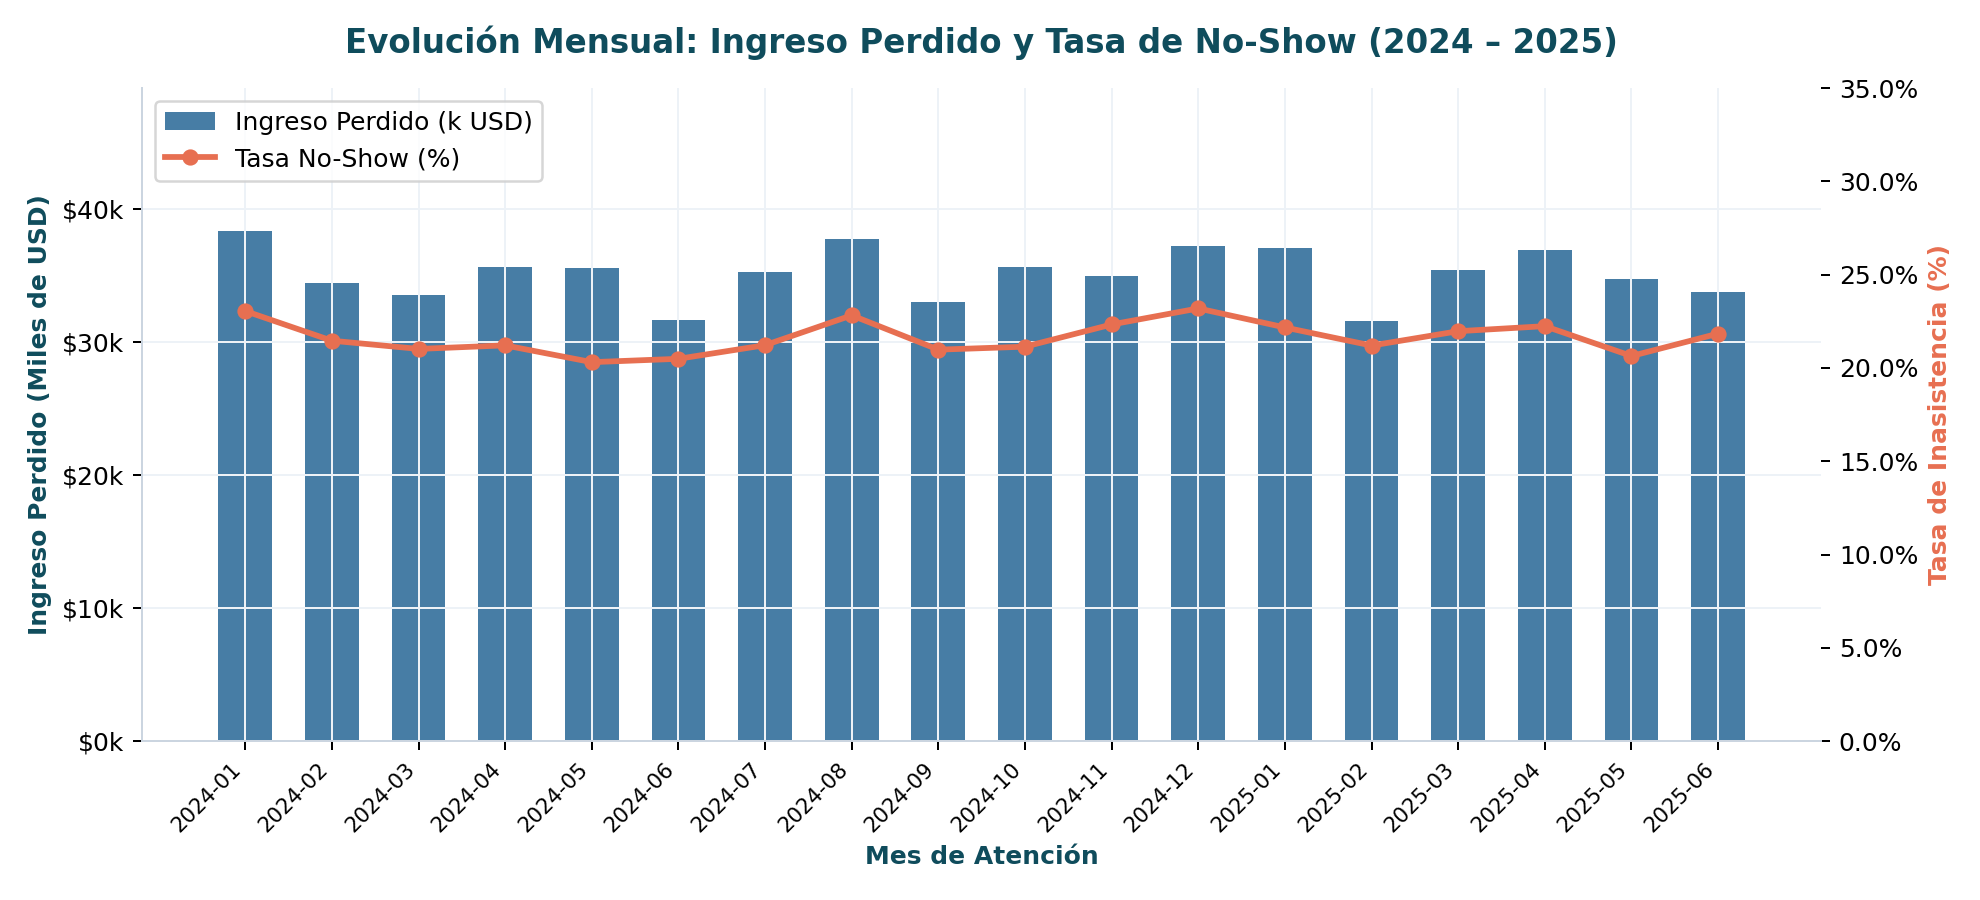 Evolución Mensual: Ingreso Perdido y Tasa de No-Show (2024 – 2025)
Ingreso Perdido (k USD)
Tasa No-Show (%)
Ingreso Perdido (Miles de USD)
$40k
$30k
$20k
$10k
$0k
35.0%
30.0%
25.0%
20.0%
15.0%
10.0%
5.0%
0.0%
Tasa de Inasistencia (%)
2024-01
2024-02
2024-03
2024-04
2024-05
2024-06
2024-07
2024-08
2024-09
2024-10
2024-11
2024-12
2025-01
2025-02
2025-03
2025-04
2025-05
2025-06
Mes de Atención